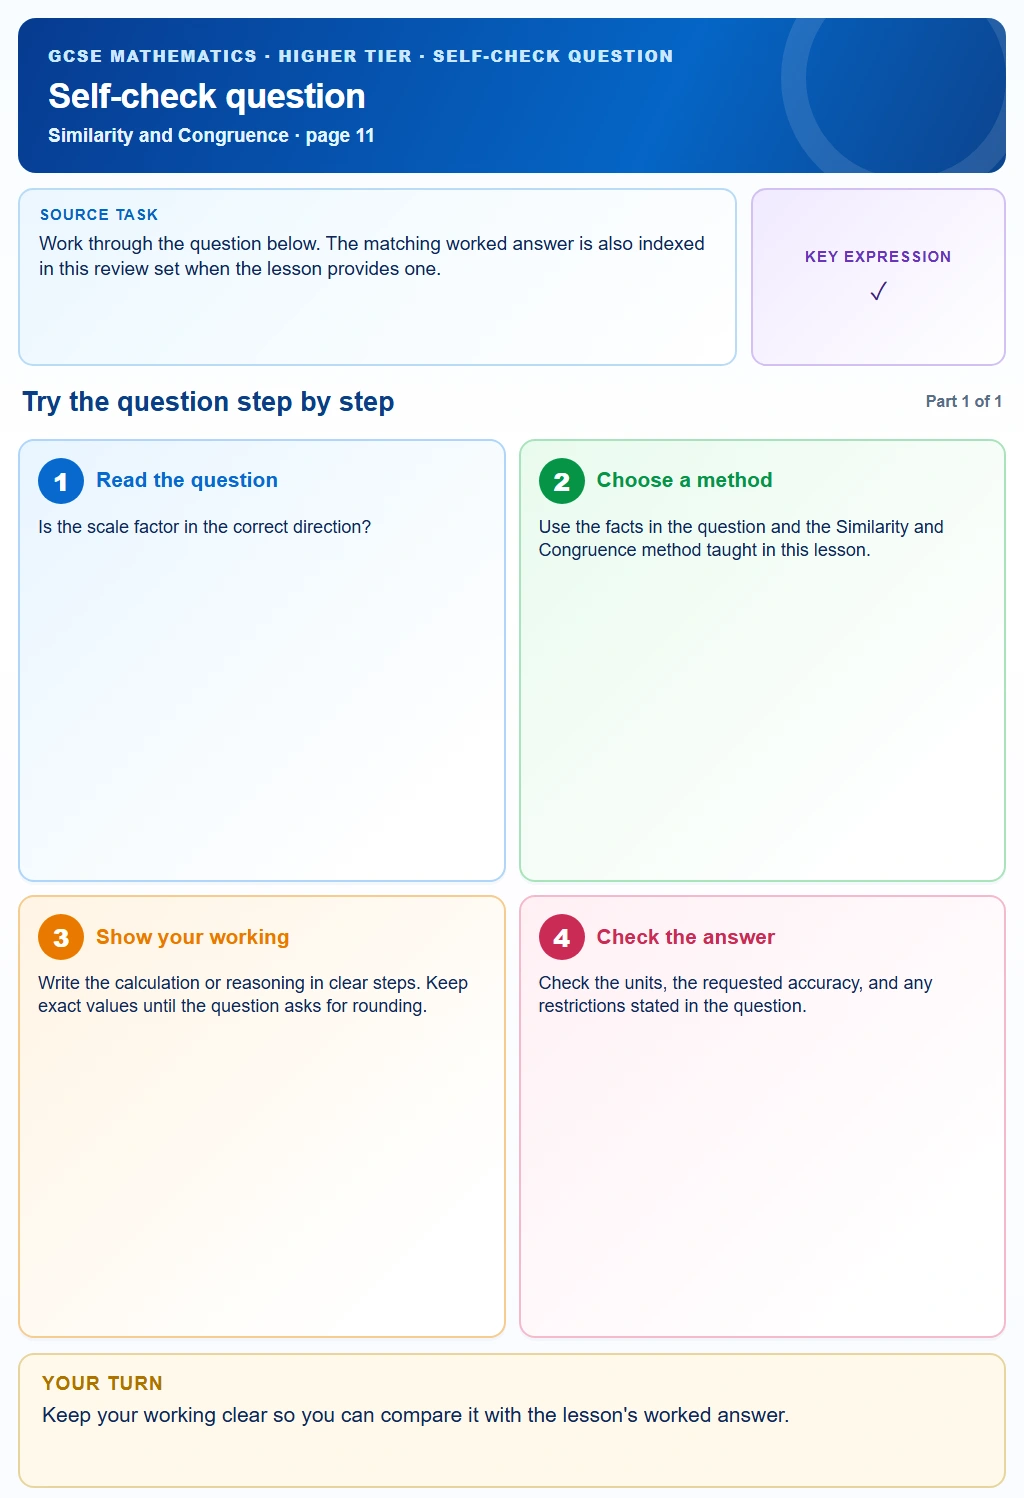 GCSE MATHEMATICS · HIGHER TIER · SELF-CHECK QUESTION
Self-check question
Similarity and Congruence · page 11
SOURCE TASK
Work through the question below. The matching worked answer is also indexed
in this review set when the lesson provides one.
KEY EXPRESSION
✓
Try the question step by step
Part 1 of 1
1 Read the question
Is the scale factor in the correct direction?
2 Choose a method
Use the facts in the question and the Similarity and
Congruence method taught in this lesson.
3 Show your working
Write the calculation or reasoning in clear steps. Keep
exact values until the question asks for rounding.
4 Check the answer
Check the units, the requested accuracy, and any
restrictions stated in the question.
YOUR TURN
Keep your working clear so you can compare it with the lesson's worked answer.